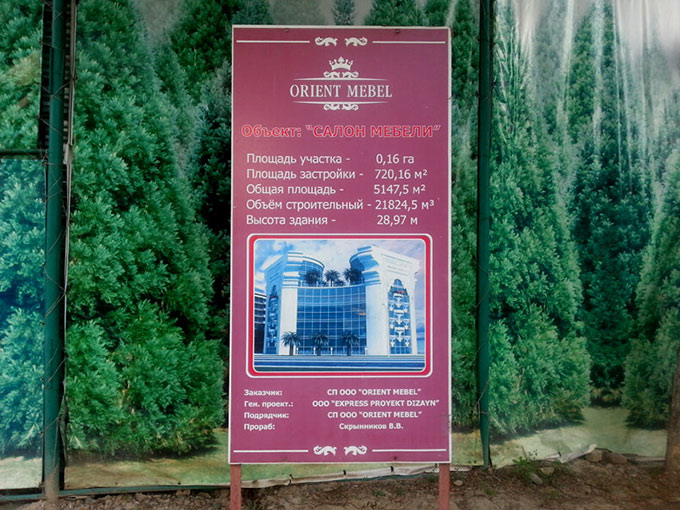 ORIENT MEBEL
Объект: "САЛОН МЕБЕЛИ"
Площадь участка - 0,16 га
Площадь застройки - 720,16 м²
Общая площадь - 5147,5 м²
Объём строительный - 21824,5 м³
Высота здания - 28,97 м
Заказчик: СП ООО "ORIENT MEBEL"
Ген. проект.: ООО "EXPRESS PROYEKT DIZAYN"
Подрядчик: СП ООО "ORIENT MEBEL"
Прораб: Скрынников В.В.